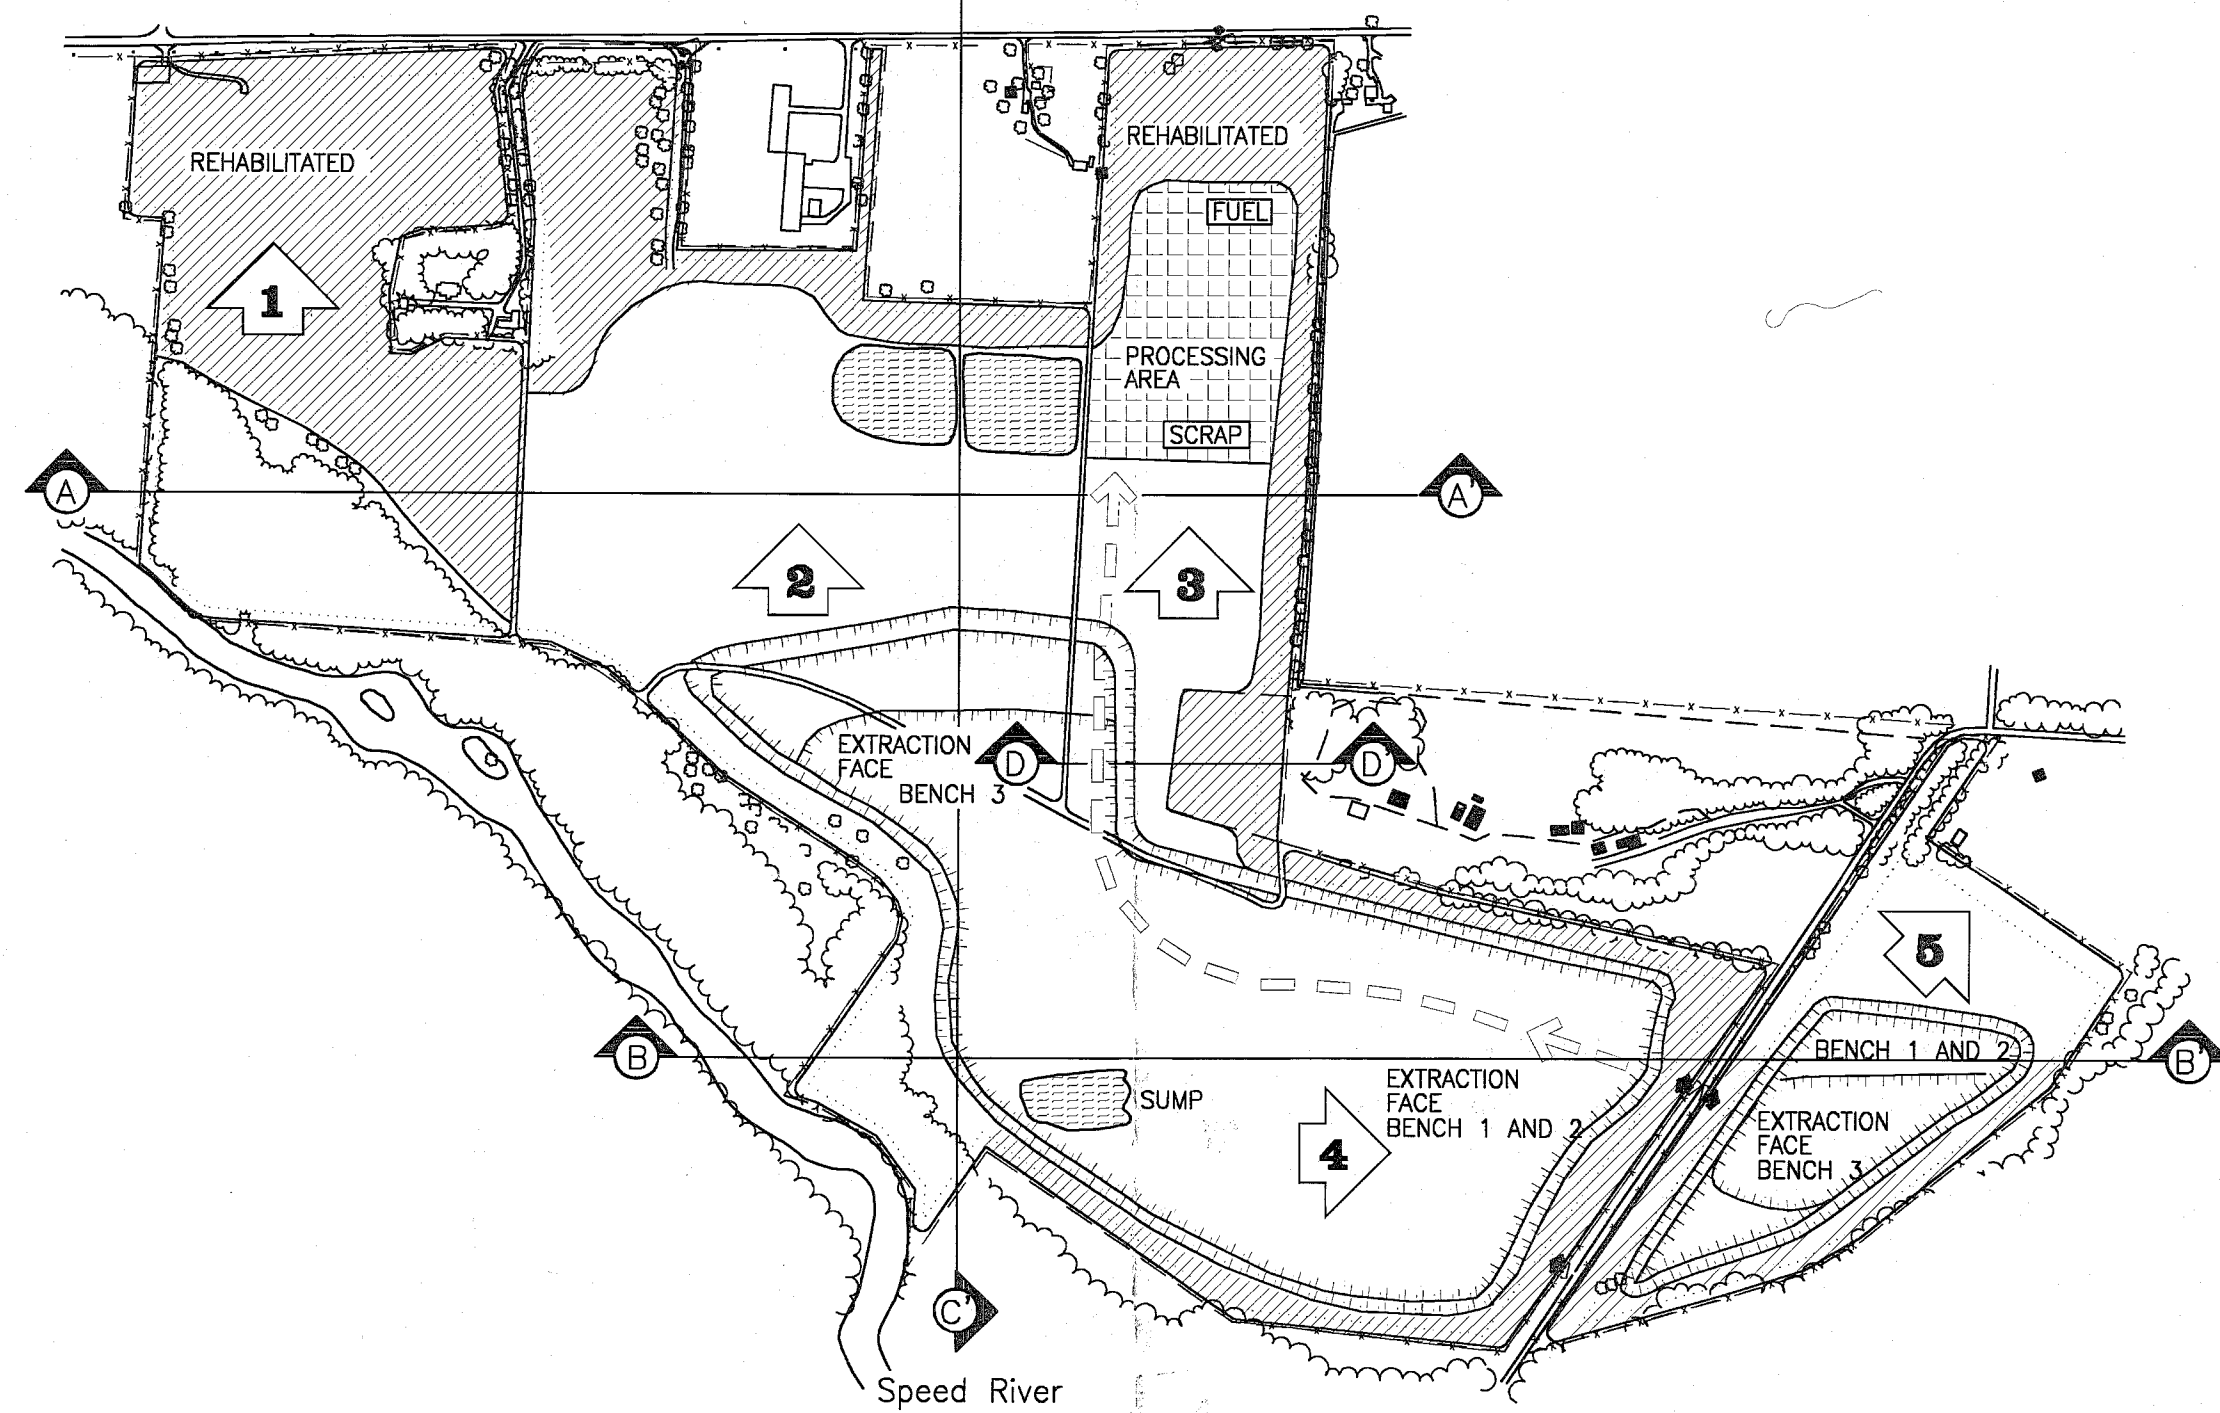 REHABILITATED
REHABILITATED
FUEL
1
PROCESSING
AREA
SCRAP
A
A'
2
3
EXTRACTION
FACE
BENCH 3
D
D'
5
B
BENCH 1 AND 2
B'
SUMP
EXTRACTION
FACE
BENCH 1 AND 2
4
EXTRACTION
FACE
BENCH 3
C'
Speed River